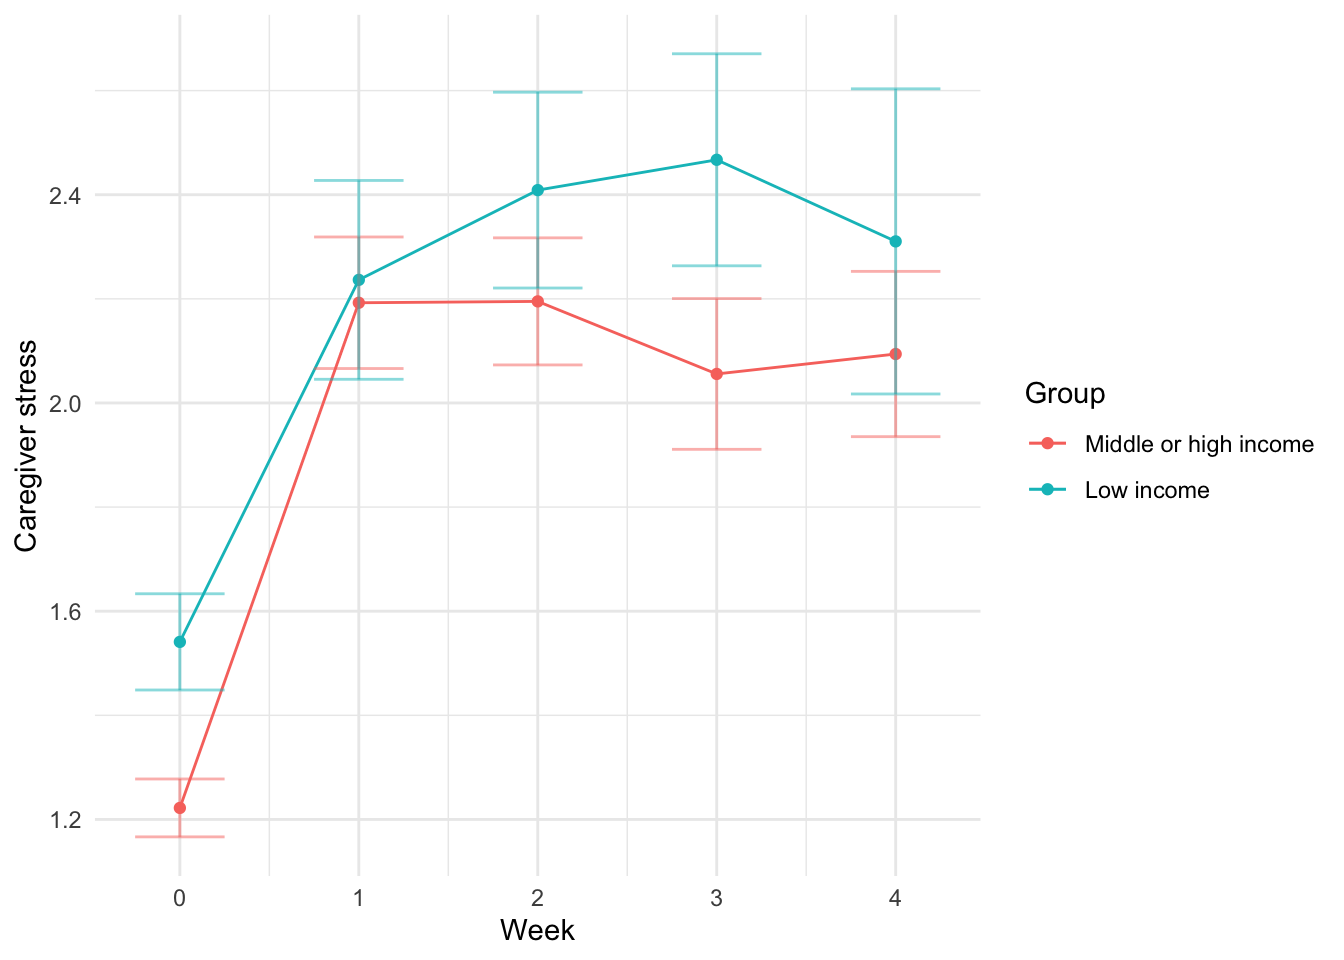 2.4
2.0
1.6
1.2
Caregiver stress
0 1 2 3 4
Week
Group
Middle or high income
Low income